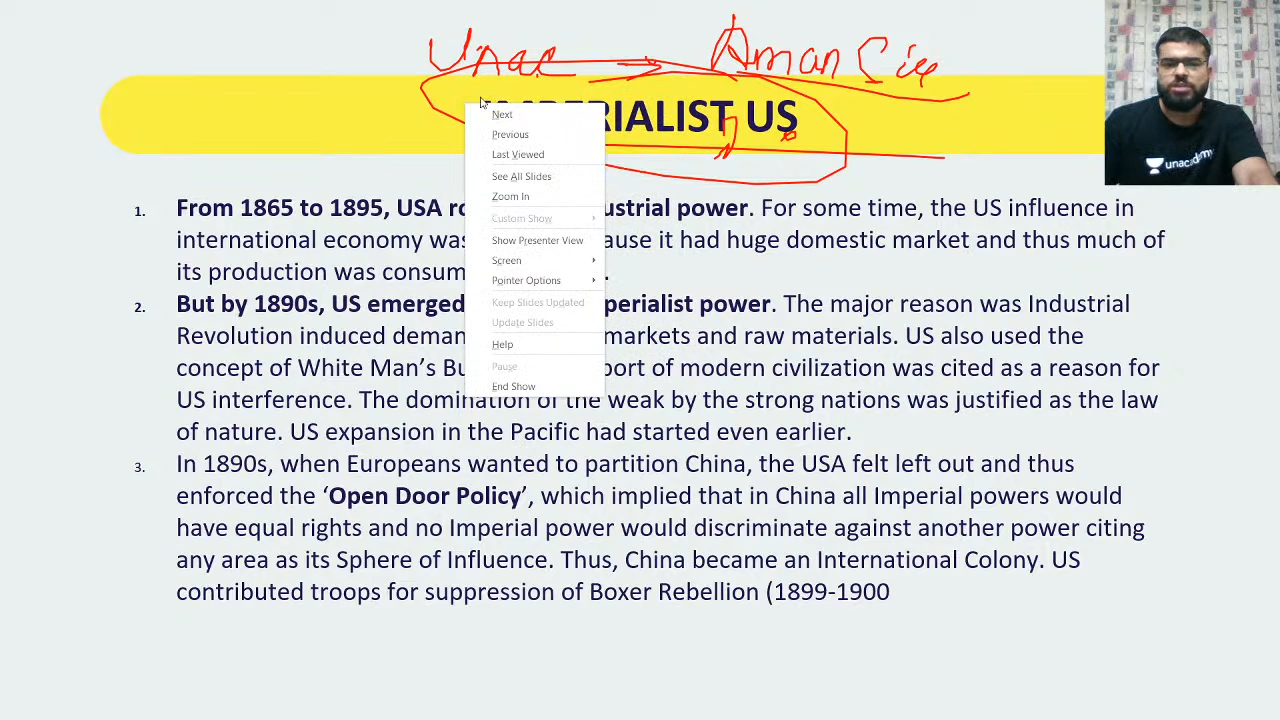 Unac Aman Sir
IMPERIALIST US
unacademy
Next
Previous
Last Viewed
See All Slides
Zoom In
Custom Show
Show Presenter View
Screen
Pointer Options
Keep Slides Updated
Update Slides
Help
Pause
End Show
1. From 1865 to 1895, USA ustrial power. For some time, the US influence in
international economy was ause it had huge domestic market and thus much of
its production was consum
2. But by 1890s, US emerged perialist power. The major reason was Industrial
Revolution induced deman markets and raw materials. US also used the
concept of White Man’s Bu port of modern civilization was cited as a reason for
US interference. The domination of the weak by the strong nations was justified as the law
of nature. US expansion in the Pacific had started even earlier.
3. In 1890s, when Europeans wanted to partition China, the USA felt left out and thus
enforced the ‘Open Door Policy’, which implied that in China all Imperial powers would
have equal rights and no Imperial power would discriminate against another power citing
any area as its Sphere of Influence. Thus, China became an International Colony. US
contributed troops for suppression of Boxer Rebellion (1899-1900